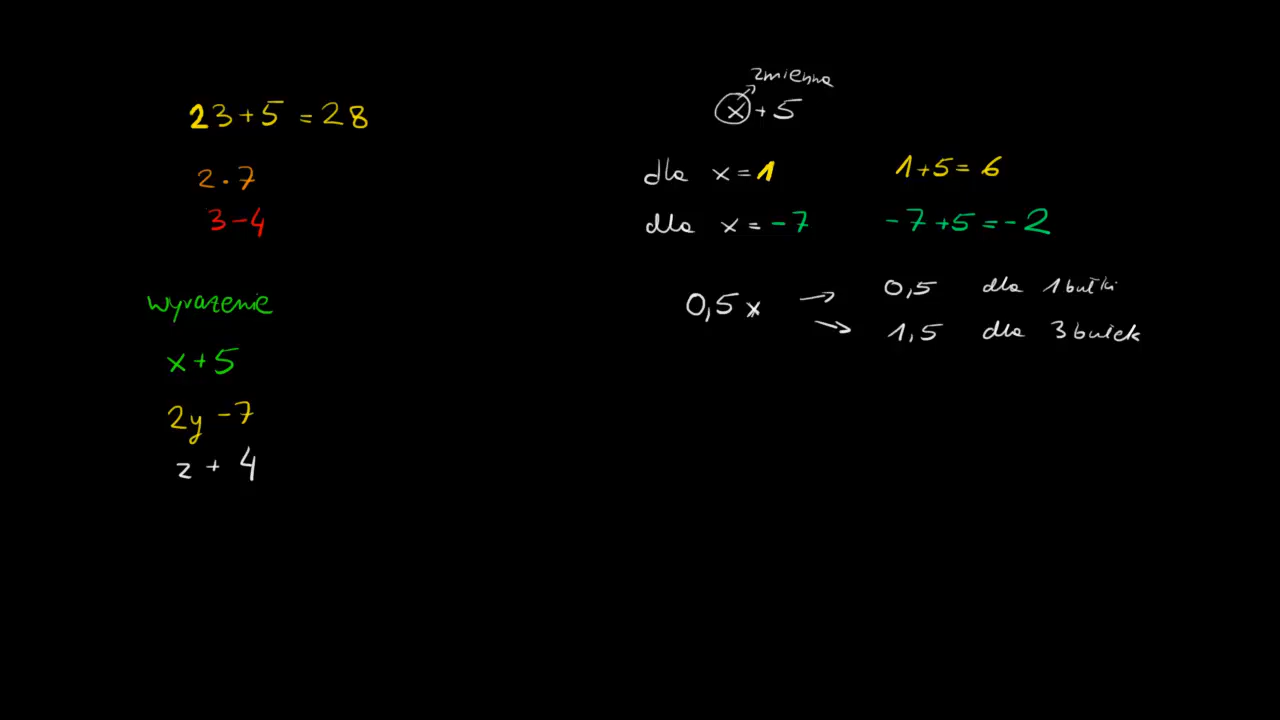 23+5=28
2·7
3-4
wyrażenie
x+5
2y-7
z+4
zmienna
x+5
dla x=1 1+5=6
dla x=-7 -7+5=-2
0,5x → 0,5 dla 1 bułki
→ 1,5 dla 3 bułek